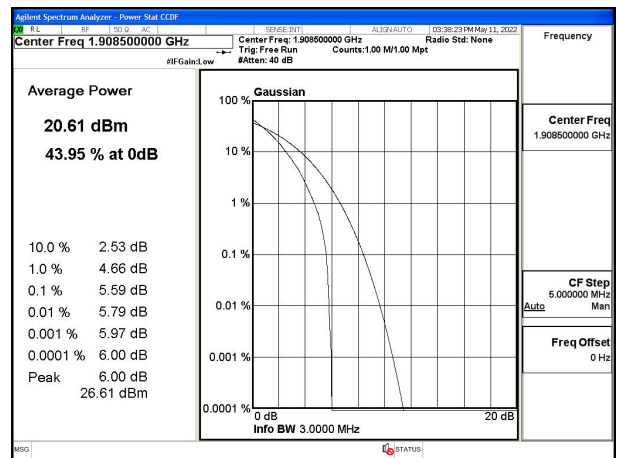 Agilent Spectrum Analyzer - Power Stat CCDF
RL RF 50 Ω AC SENSE:INT ALIGN AUTO 03:38:23 PM May 11, 2022
Center Freq 1.908500000 GHz
Center Freq: 1.908500000 GHz Radio Std: None
Trig: Free Run Counts:1.00 M/1.00 Mpt
#IFGain:Low #Atten: 40 dB
Frequency
Average Power
20.61 dBm
43.95 % at 0dB
10.0 % 2.53 dB
1.0 % 4.66 dB
0.1 % 5.59 dB
0.01 % 5.79 dB
0.001 % 5.97 dB
0.0001 % 6.00 dB
Peak 6.00 dB
26.61 dBm
Gaussian
100 %
10 %
1 %
0.1 %
0.01 %
0.001 %
0.0001 %
0 dB 20 dB
Info BW 3.0000 MHz
Center Freq
1.908500000 GHz
CF Step
5.000000 MHz
Auto Man
Freq Offset
0 Hz
MSG STATUS